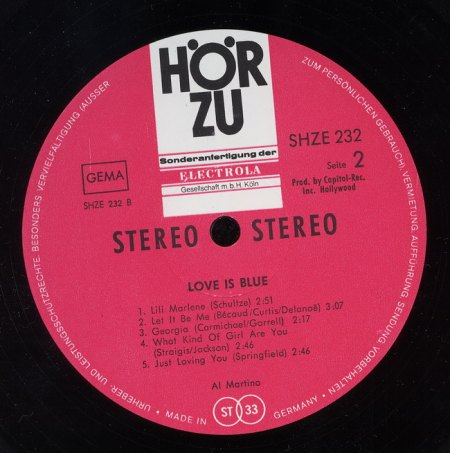 HÖR
ZU
Sonderanfertigung der
ELECTROLA
Gesellschaft m.b.H. Köln
GEMA
SHZE 232 B
SHZE 232
Seite 2
Prod. by Capitol-Rec.
Inc. Hollywood
STEREO STEREO
LOVE IS BLUE
1. Lili Marlene (Schultze) 2:51
2. Let It Be Me (Bécaud/Curtis/Delanoë) 3:07
3. Georgia (Carmichael/Gorrell) 2:17
4. What Kind Of Girl Are You
(Straigis/Jackson) 2:46
5. Just Loving You (Springfield) 2:46
Al Martino
URHEBER- UND LEISTUNGSSCHUTZRECHTE, BESONDERS VERVIELFÄLTIGUNG (AUSSER
ZUM PERSÖNLICHEN GEBRAUCH), VERMIETUNG, AUFFÜHRUNG, SENDUNG VORBEHALTEN
MADE IN
GERMANY
ST 33